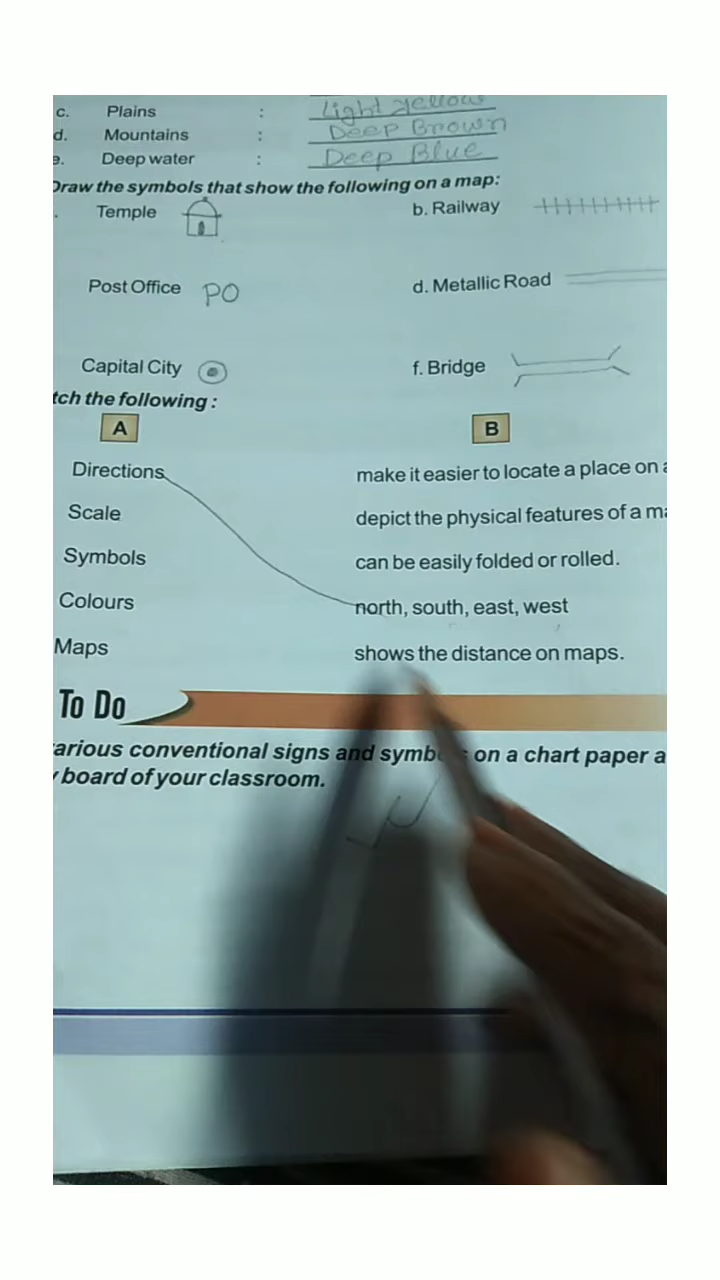 c. Plains : Light yellow
d. Mountains : Deep Brown
e. Deep water : Deep Blue
Draw the symbols that show the following on a map:
Temple b. Railway
Post Office PO d. Metallic Road
Capital City f. Bridge
tch the following :
A B
Directions make it easier to locate a place on a
Scale depict the physical features of a ma
Symbols can be easily folded or rolled.
Colours north, south, east, west
Maps shows the distance on maps.
To Do
arious conventional signs and symbols on a chart paper a
y board of your classroom.